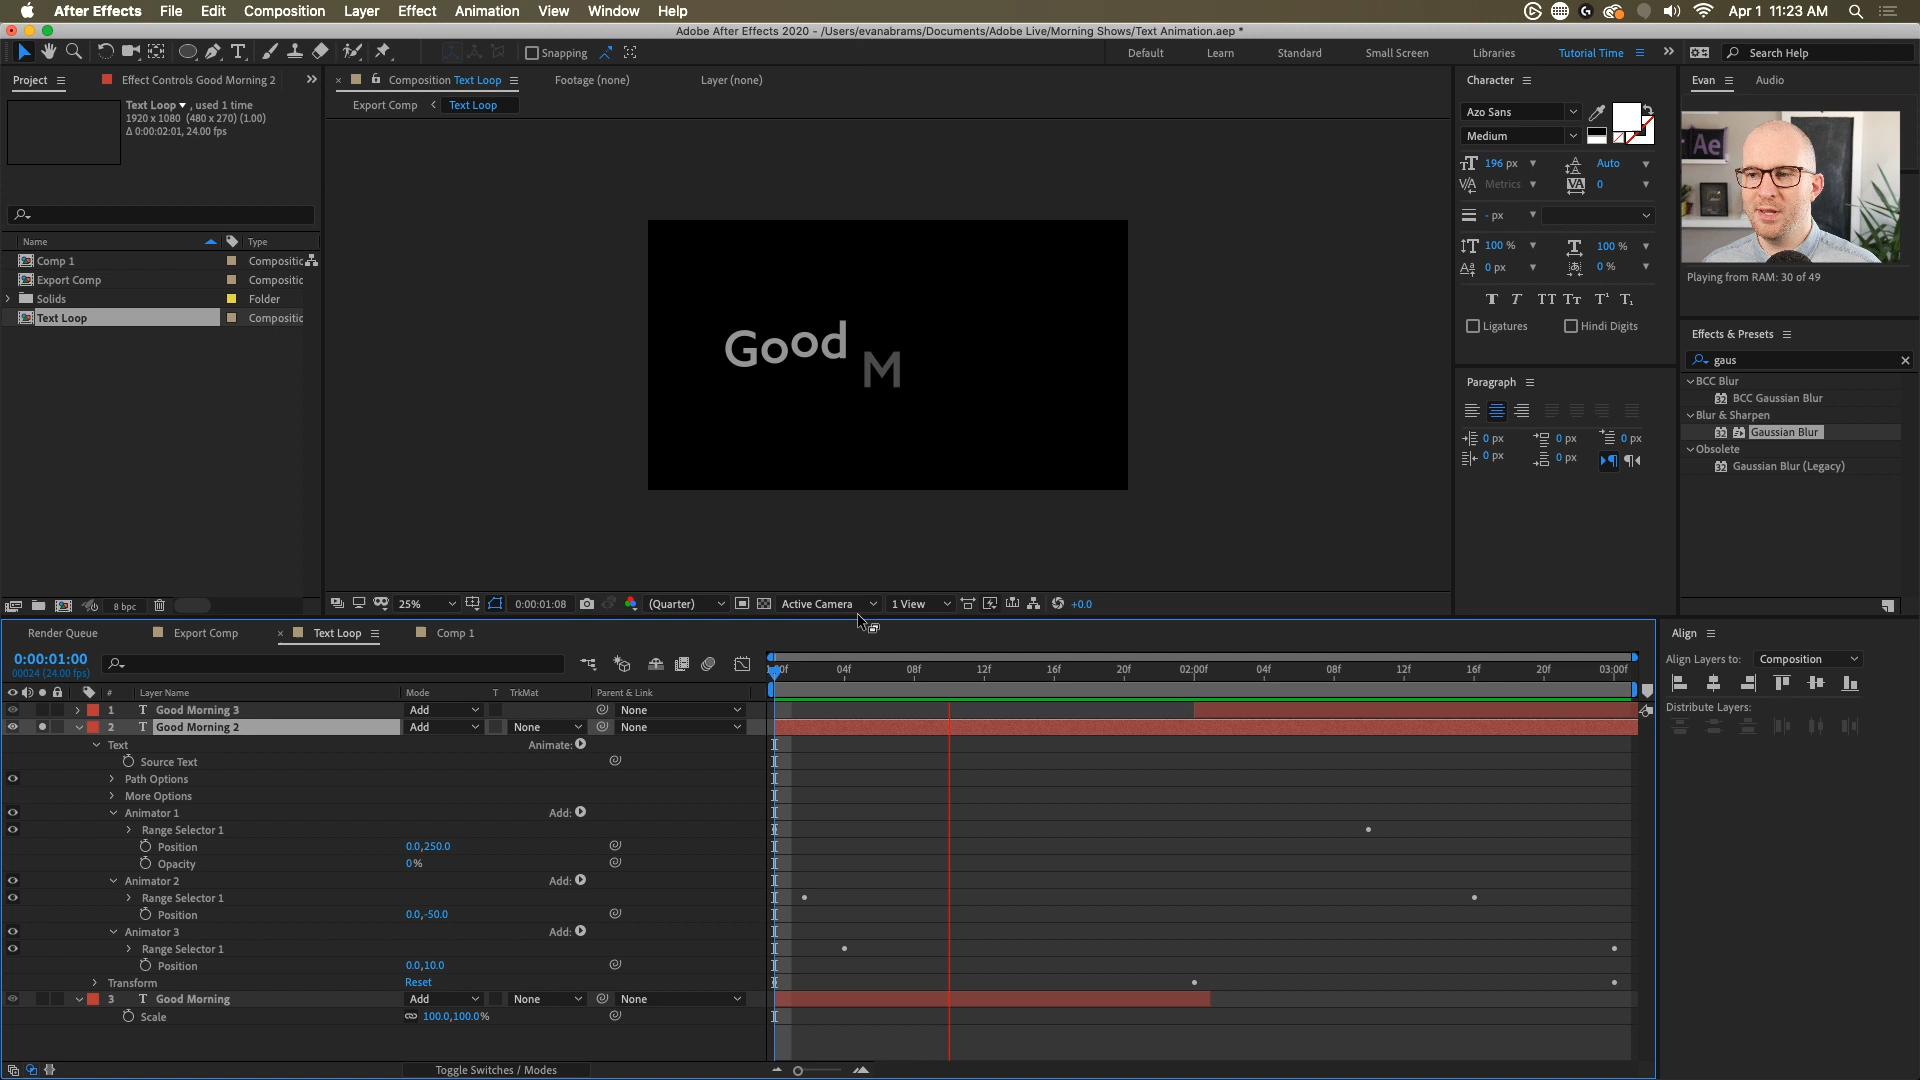 After Effects File Edit Composition Layer Effect Animation View Window Help Apr 1 11:23 AM
Adobe After Effects 2020 - /Users/evanabrams/Documents/Adobe Live/Morning Shows/Text Animation.aep *
Snapping Default Learn Standard Small Screen Libraries Tutorial Time Search Help
Project Effect Controls Good Morning 2 Composition Text Loop Footage (none) Layer (none) Character Evan Audio
Text Loop , used 1 time
1920 x 1080 (480 x 270) (1.00)
Δ 0:00:02:01, 24.00 fps
Export Comp Text Loop
Azo Sans
Medium
196 px Auto
Metrics 0
- px
100 % 100 %
0 px 0 %
Ligatures Hindi Digits
Ae
Playing from RAM: 30 of 49
Name Type
Comp 1 Compositio
Export Comp Compositio
Solids Folder
Text Loop Compositio
Good M
Effects & Presets
gaus
BCC Blur
BCC Gaussian Blur
Blur & Sharpen
Gaussian Blur
Obsolete
Gaussian Blur (Legacy)
Paragraph
0 px 0 px 0 px
0 px 0 px
8 bpc 25% 0:00:01:08 (Quarter) Active Camera 1 View +0.0
Render Queue Export Comp Text Loop Comp 1
0:00:01:00
00024 (24.00 fps)
04f 08f 12f 16f 20f 02:00f 04f 08f 12f 16f 20f 03:00f
# Layer Name Mode T TrkMat Parent & Link
1 T Good Morning 3 Add None
2 T Good Morning 2 Add None None
Text Animate:
Source Text
Path Options
More Options
Animator 1 Add:
Range Selector 1
Position 0.0,250.0
Opacity 0%
Animator 2 Add:
Range Selector 1
Position 0.0,-50.0
Animator 3 Add:
Range Selector 1
Position 0.0,10.0
Transform Reset
3 T Good Morning Add None None
Scale 100.0,100.0%
Toggle Switches / Modes
Align
Align Layers to: Composition
Distribute Layers: